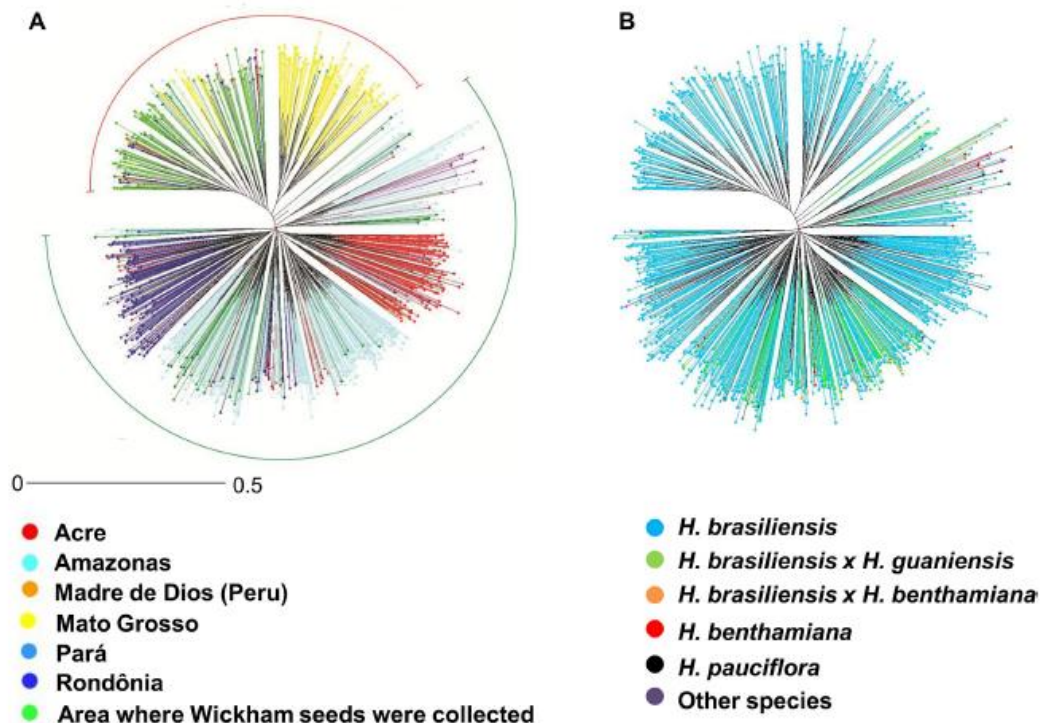 A
B
0 0.5
Acre
Amazonas
Madre de Dios (Peru)
Mato Grosso
Pará
Rondônia
Area where Wickham seeds were collected
H. brasiliensis
H. brasiliensis x H. guaniensis
H. brasiliensis x H. benthamiana
H. benthamiana
H. pauciflora
Other species